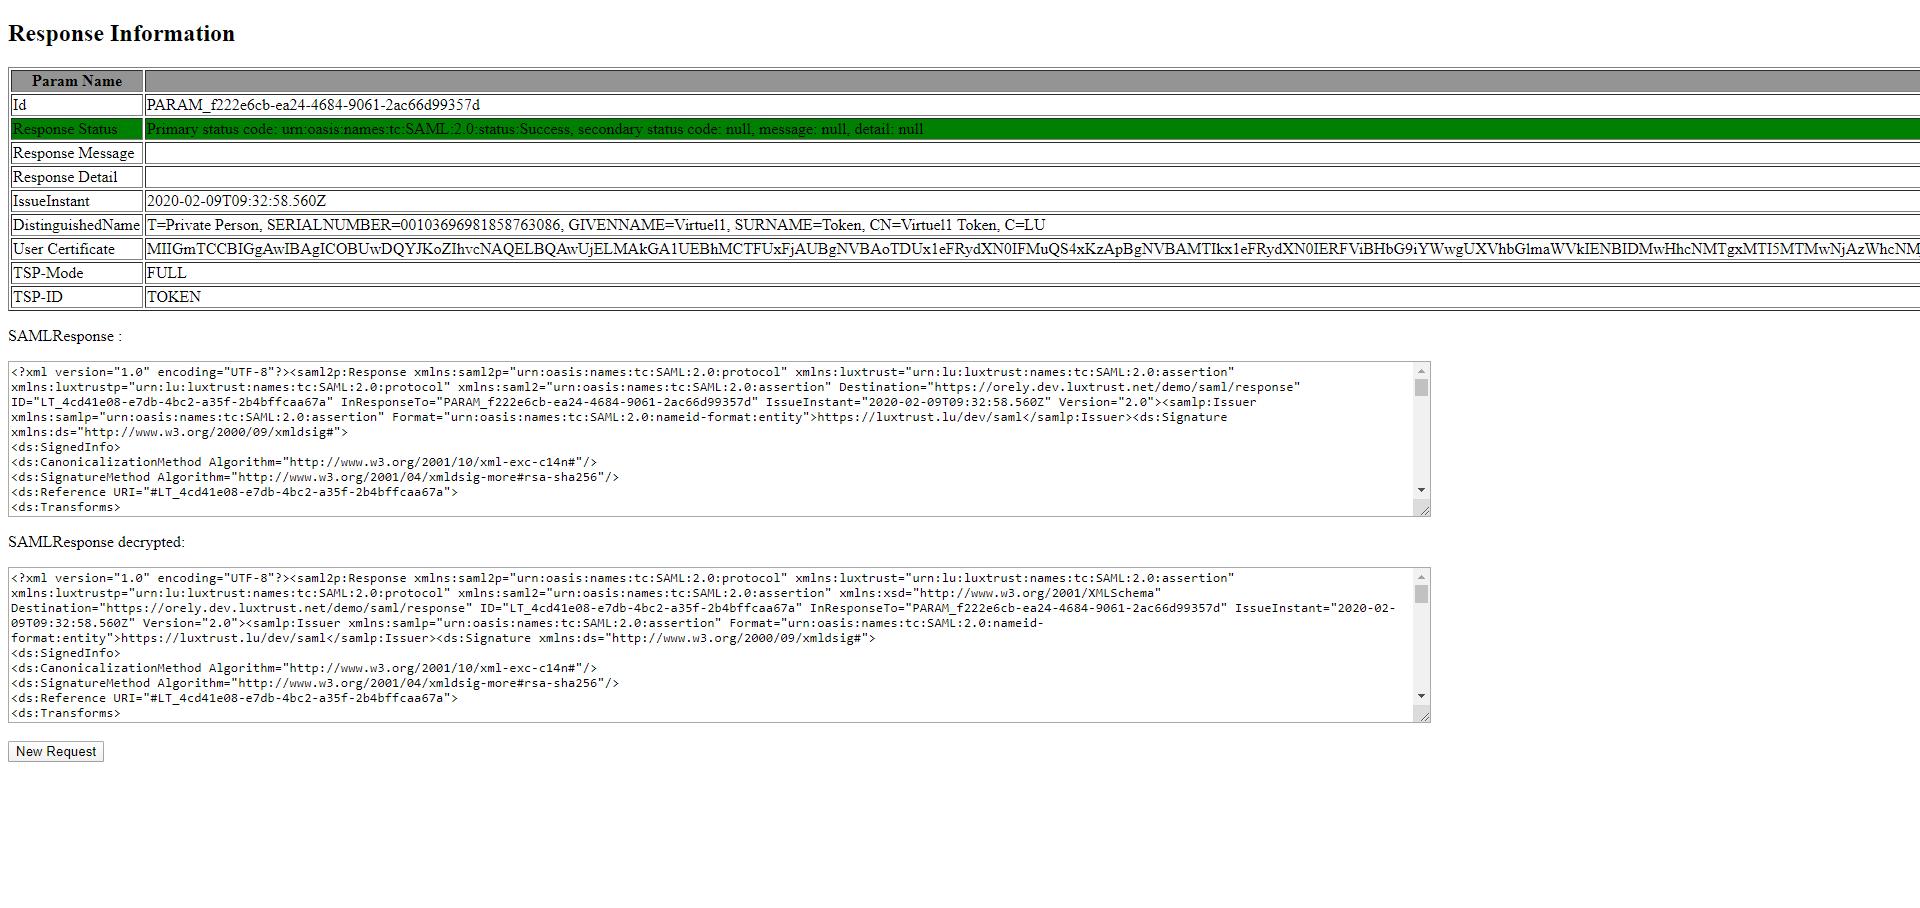 Response Information
Param Name
Id PARAM_f222e6cb-ea24-4684-9061-2ac66d99357d
Response Status Primary status code: urn:oasis:names:tc:SAML:2.0:status:Success, secondary status code: null, message: null, detail: null
Response Message
Response Detail
IssueInstant 2020-02-09T09:32:58.560Z
DistinguishedName T=Private Person, SERIALNUMBER=00103696981858763086, GIVENNAME=Virtuel1, SURNAME=Token, CN=Virtuel1 Token, C=LU
User Certificate MIIGmTCCBIGgAwIBAgICOBUwDQYJKoZIhvcNAQELBQAwUjELMAkGA1UEBhMCTFUxFjAUBgNVBAoTDUx1eFRydXN0IFMuQS4xKzApBgNVBAMTIkx1eFRydXN0IERFViBHbG9iYWwgUXVhbGlmaWVkIENBIDMwHhcNMTgxMTI5MTMwNjAzWhcNM
TSP-Mode FULL
TSP-ID TOKEN
SAMLResponse :
<?xml version="1.0" encoding="UTF-8"?><saml2p:Response xmlns:saml2p="urn:oasis:names:tc:SAML:2.0:protocol" xmlns:luxtrust="urn:lu:luxtrust:names:tc:SAML:2.0:assertion"
xmlns:luxtrustp="urn:lu:luxtrust:names:tc:SAML:2.0:protocol" xmlns:saml2="urn:oasis:names:tc:SAML:2.0:assertion" Destination="https://orely.dev.luxtrust.net/demo/saml/response"
ID="LT_4cd41e08-e7db-4bc2-a35f-2b4bffcaa67a" InResponseTo="PARAM_f222e6cb-ea24-4684-9061-2ac66d99357d" IssueInstant="2020-02-09T09:32:58.560Z" Version="2.0"><samlp:Issuer
xmlns:samlp="urn:oasis:names:tc:SAML:2.0:assertion" Format="urn:oasis:names:tc:SAML:2.0:nameid-format:entity">https://luxtrust.lu/dev/saml</samlp:Issuer><ds:Signature
xmlns:ds="http://www.w3.org/2000/09/xmldsig#">
<ds:SignedInfo>
<ds:CanonicalizationMethod Algorithm="http://www.w3.org/2001/10/xml-exc-c14n#"/>
<ds:SignatureMethod Algorithm="http://www.w3.org/2001/04/xmldsig-more#rsa-sha256"/>
<ds:Reference URI="#LT_4cd41e08-e7db-4bc2-a35f-2b4bffcaa67a">
<ds:Transforms>
SAMLResponse decrypted:
<?xml version="1.0" encoding="UTF-8"?><saml2p:Response xmlns:saml2p="urn:oasis:names:tc:SAML:2.0:protocol" xmlns:luxtrust="urn:lu:luxtrust:names:tc:SAML:2.0:assertion"
xmlns:luxtrustp="urn:lu:luxtrust:names:tc:SAML:2.0:protocol" xmlns:saml2="urn:oasis:names:tc:SAML:2.0:assertion" xmlns:xsd="http://www.w3.org/2001/XMLSchema"
Destination="https://orely.dev.luxtrust.net/demo/saml/response" ID="LT_4cd41e08-e7db-4bc2-a35f-2b4bffcaa67a" InResponseTo="PARAM_f222e6cb-ea24-4684-9061-2ac66d99357d" IssueInstant="2020-02-
09T09:32:58.560Z" Version="2.0"><samlp:Issuer xmlns:samlp="urn:oasis:names:tc:SAML:2.0:assertion" Format="urn:oasis:names:tc:SAML:2.0:nameid-
format:entity">https://luxtrust.lu/dev/saml</samlp:Issuer><ds:Signature xmlns:ds="http://www.w3.org/2000/09/xmldsig#">
<ds:SignedInfo>
<ds:CanonicalizationMethod Algorithm="http://www.w3.org/2001/10/xml-exc-c14n#"/>
<ds:SignatureMethod Algorithm="http://www.w3.org/2001/04/xmldsig-more#rsa-sha256"/>
<ds:Reference URI="#LT_4cd41e08-e7db-4bc2-a35f-2b4bffcaa67a">
<ds:Transforms>
New Request